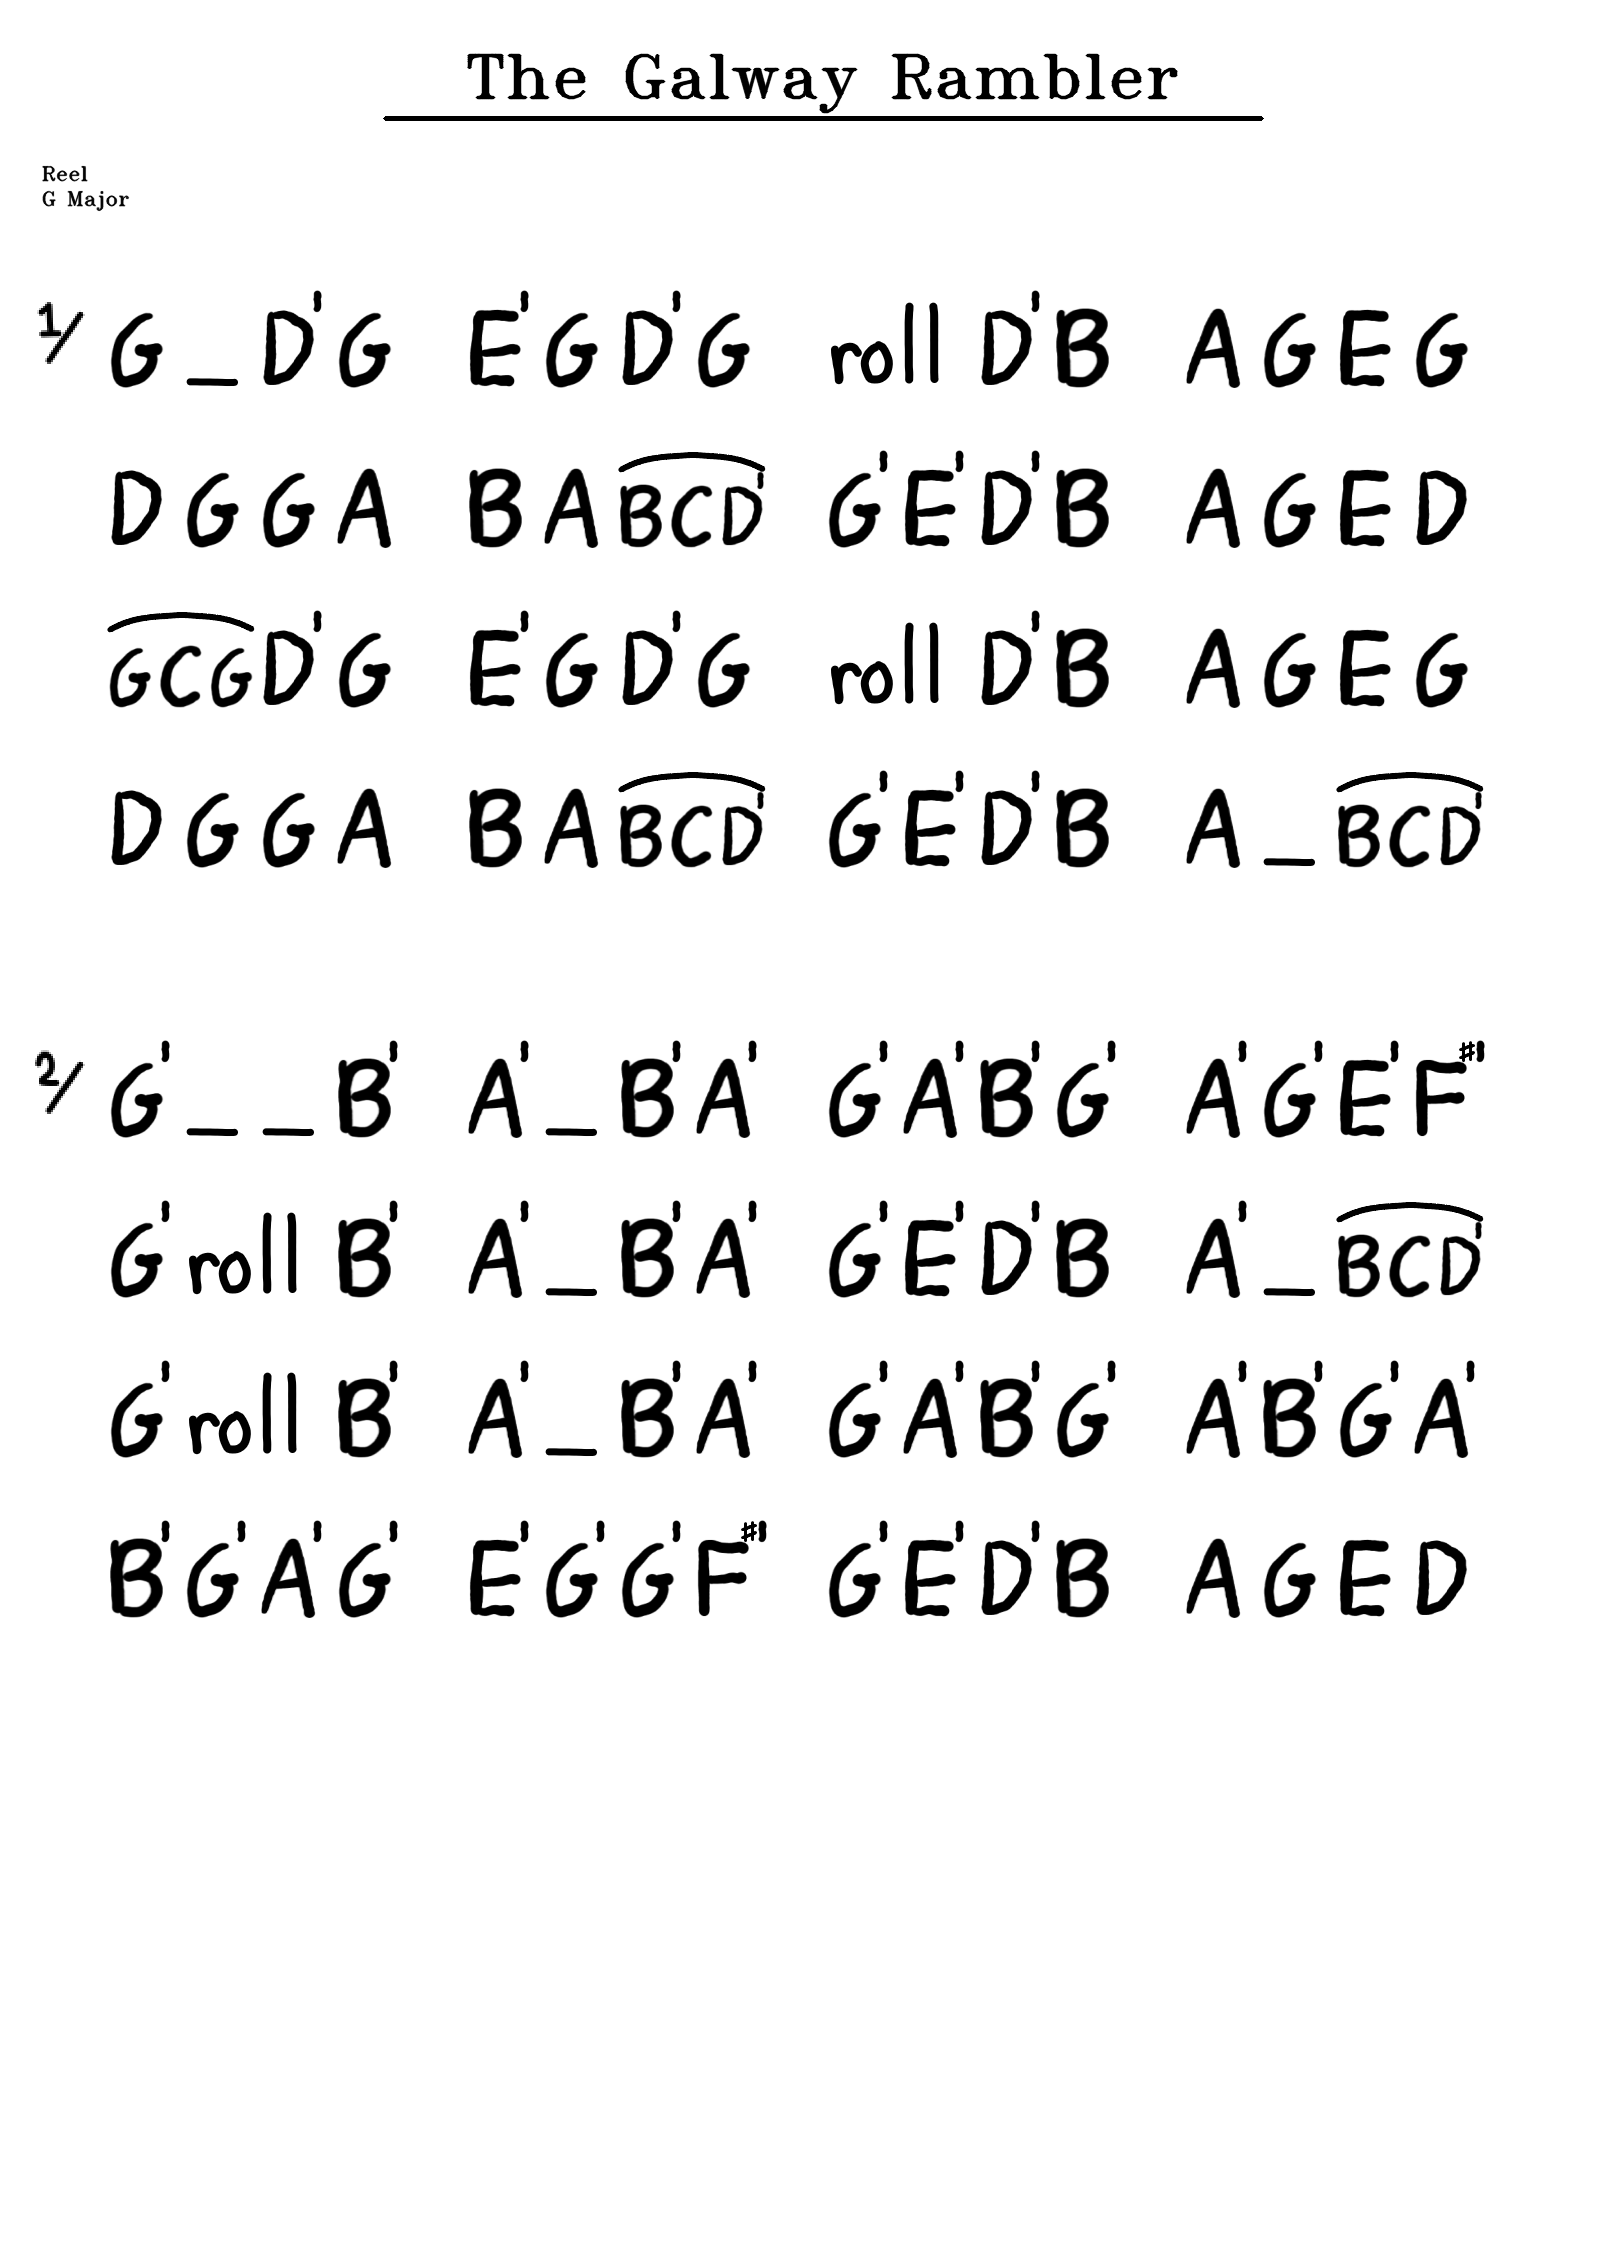 The Galway Rambler
Reel
G Major
1/ G _ D' G E' G D' G roll D' B A G E G
D G G A B A B C D' G' E' D' B A G E D
G C G D' G E' G D' G roll D' B A G E G
D G G A B A B C D' G' E' D' B A _ B C D'
2/ G' _ _ B' A' _ B' A' G' A' B' G' A' G' E' F#'
G' roll B' A' _ B' A' G' E' D' B A' _ B C D'
G' roll B' A' _ B' A' G' A' B' G' A' B' G' A'
B' G' A' G' E' G' G' F#' G' E' D' B A G E D